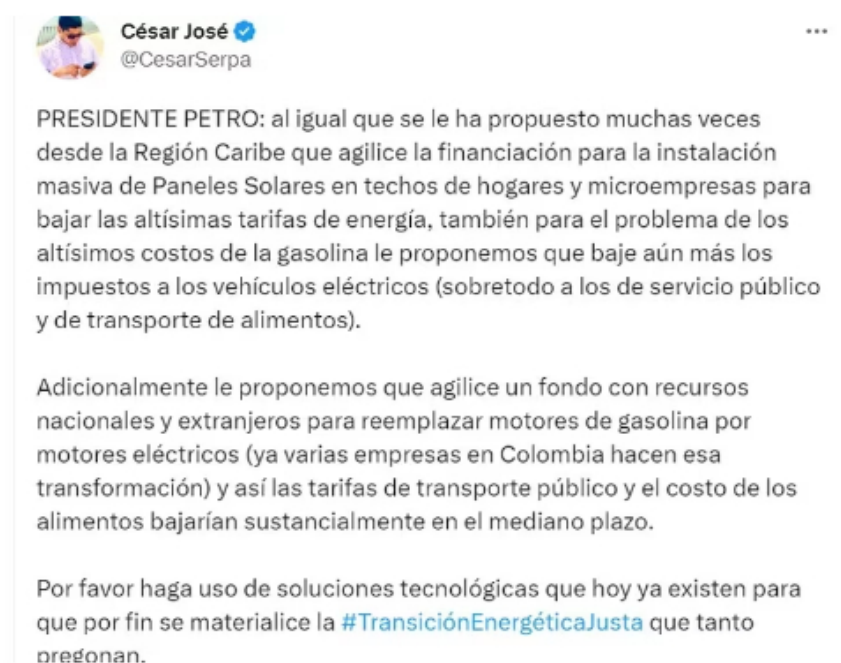 César José
@CesarSerpa
PRESIDENTE PETRO: al igual que se le ha propuesto muchas veces
desde la Región Caribe que agilice la financiación para la instalación
masiva de Paneles Solares en techos de hogares y microempresas para
bajar las altísimas tarifas de energía, también para el problema de los
altísimos costos de la gasolina le proponemos que baje aún más los
impuestos a los vehículos eléctricos (sobretodo a los de servicio público
y de transporte de alimentos).
Adicionalmente le proponemos que agilice un fondo con recursos
nacionales y extranjeros para reemplazar motores de gasolina por
motores eléctricos (ya varias empresas en Colombia hacen esa
transformación) y así las tarifas de transporte público y el costo de los
alimentos bajarían sustancialmente en el mediano plazo.
Por favor haga uso de soluciones tecnológicas que hoy ya existen para
que por fin se materialice la #TransiciónEnergéticaJusta que tanto
pregonan.